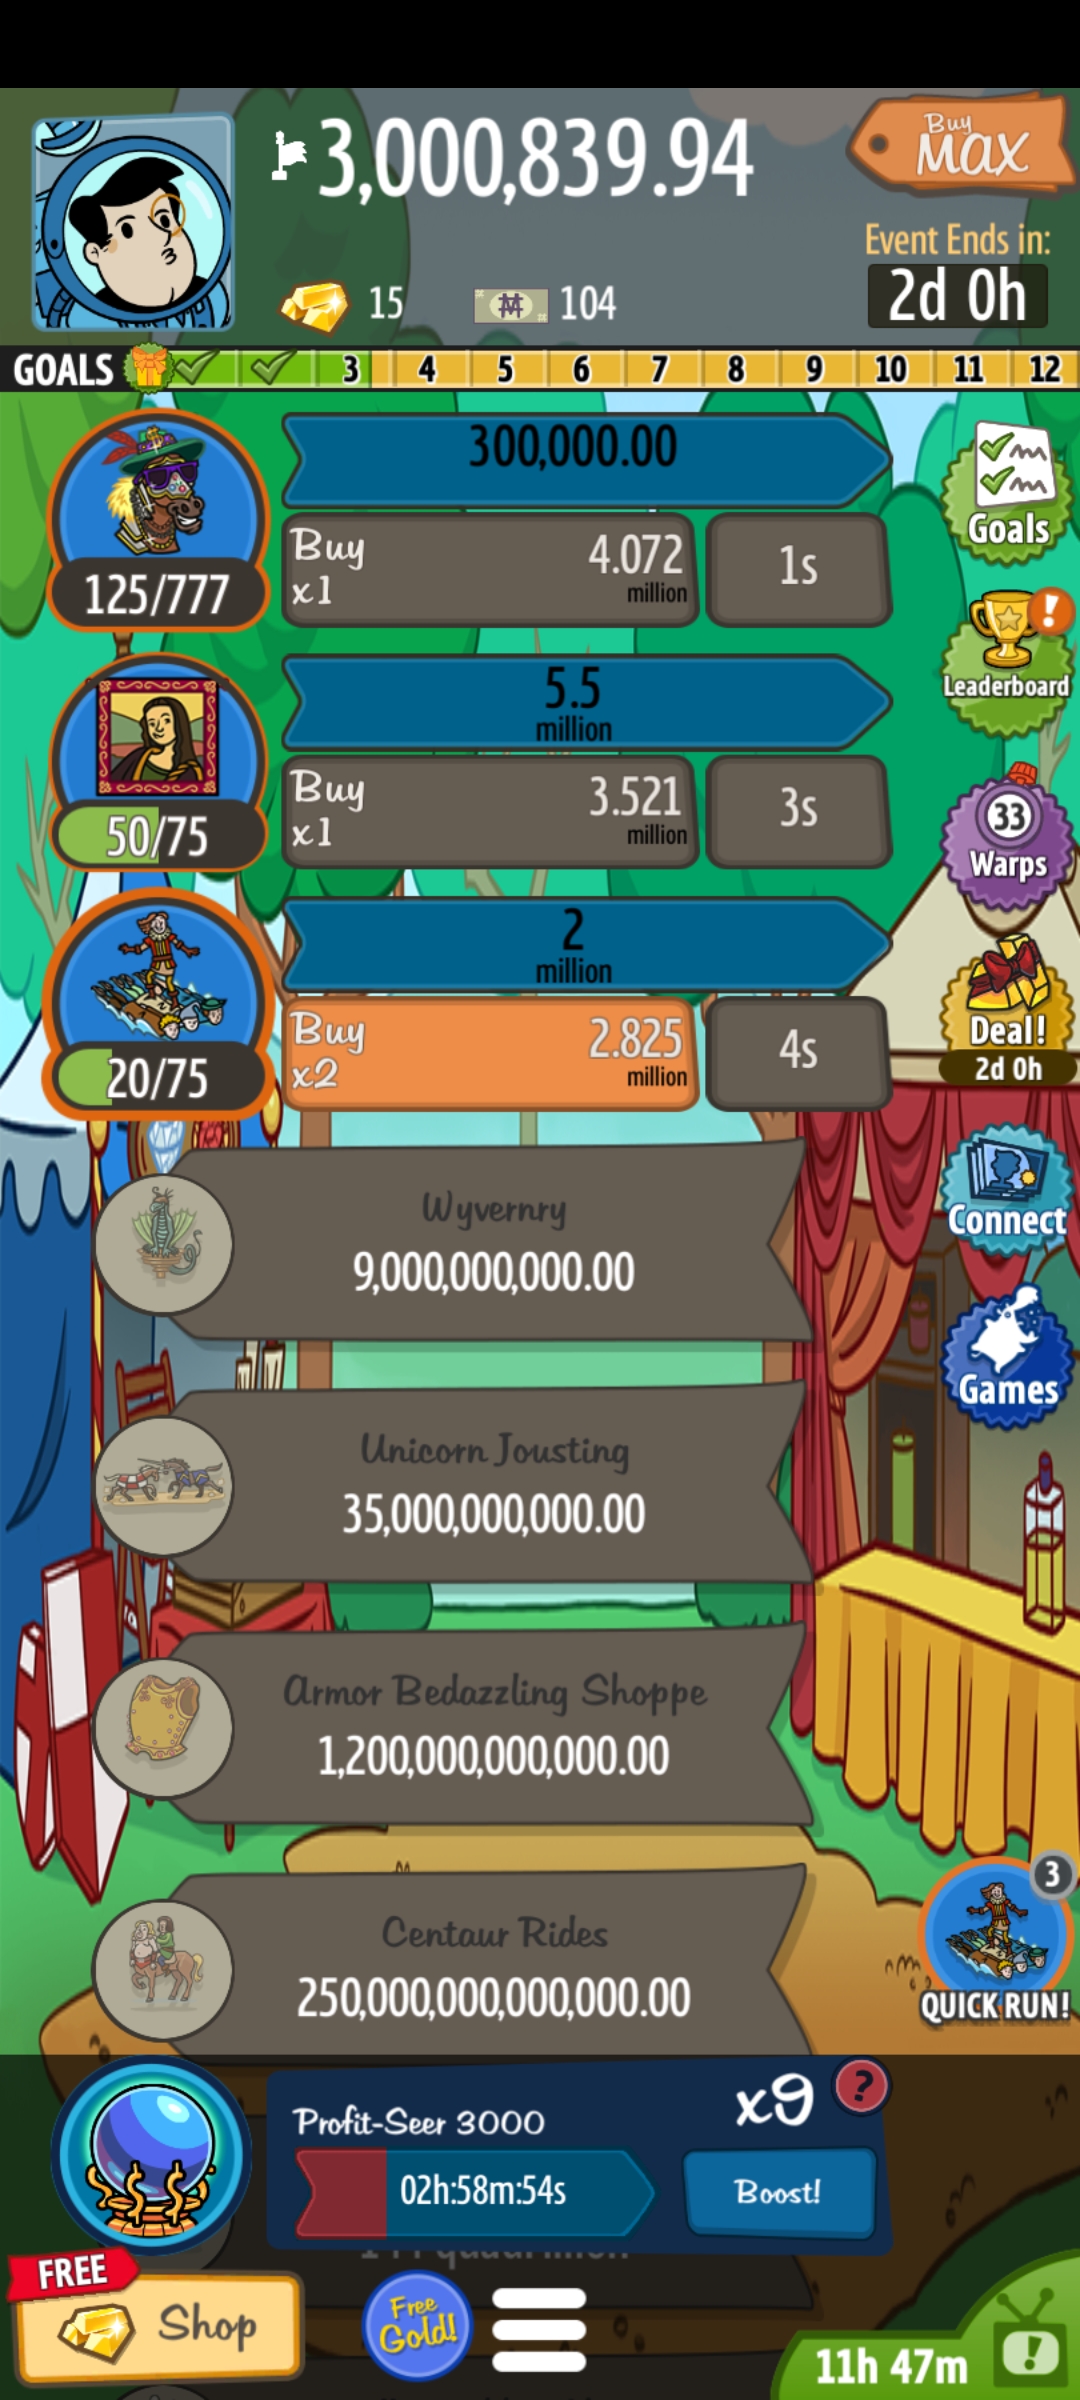 3,000,839.94
Buy
MAX
Event Ends in:
2d 0h
15
104
GOALS
3 4 5 6 7 8 9 10 11 12
300,000.00
Buy
x1
4.072
million
1s
125/777
Goals
Leaderboard
5.5
million
Buy
x1
3.521
million
3s
50/75
33
Warps
2
million
Buy
x2
2.825
million
4s
20/75
Deal!
2d 0h
Wyvernry
9,000,000,000.00
Connect
Games
Unicorn Jousting
35,000,000,000.00
Armor Bedazzling Shoppe
1,200,000,000,000.00
Centaur Rides
250,000,000,000,000.00
3
QUICK RUN!
Profit-Seer 3000
x9
?
02h:58m:54s
Boost!
FREE
Shop
Free
Gold!
11h 47m